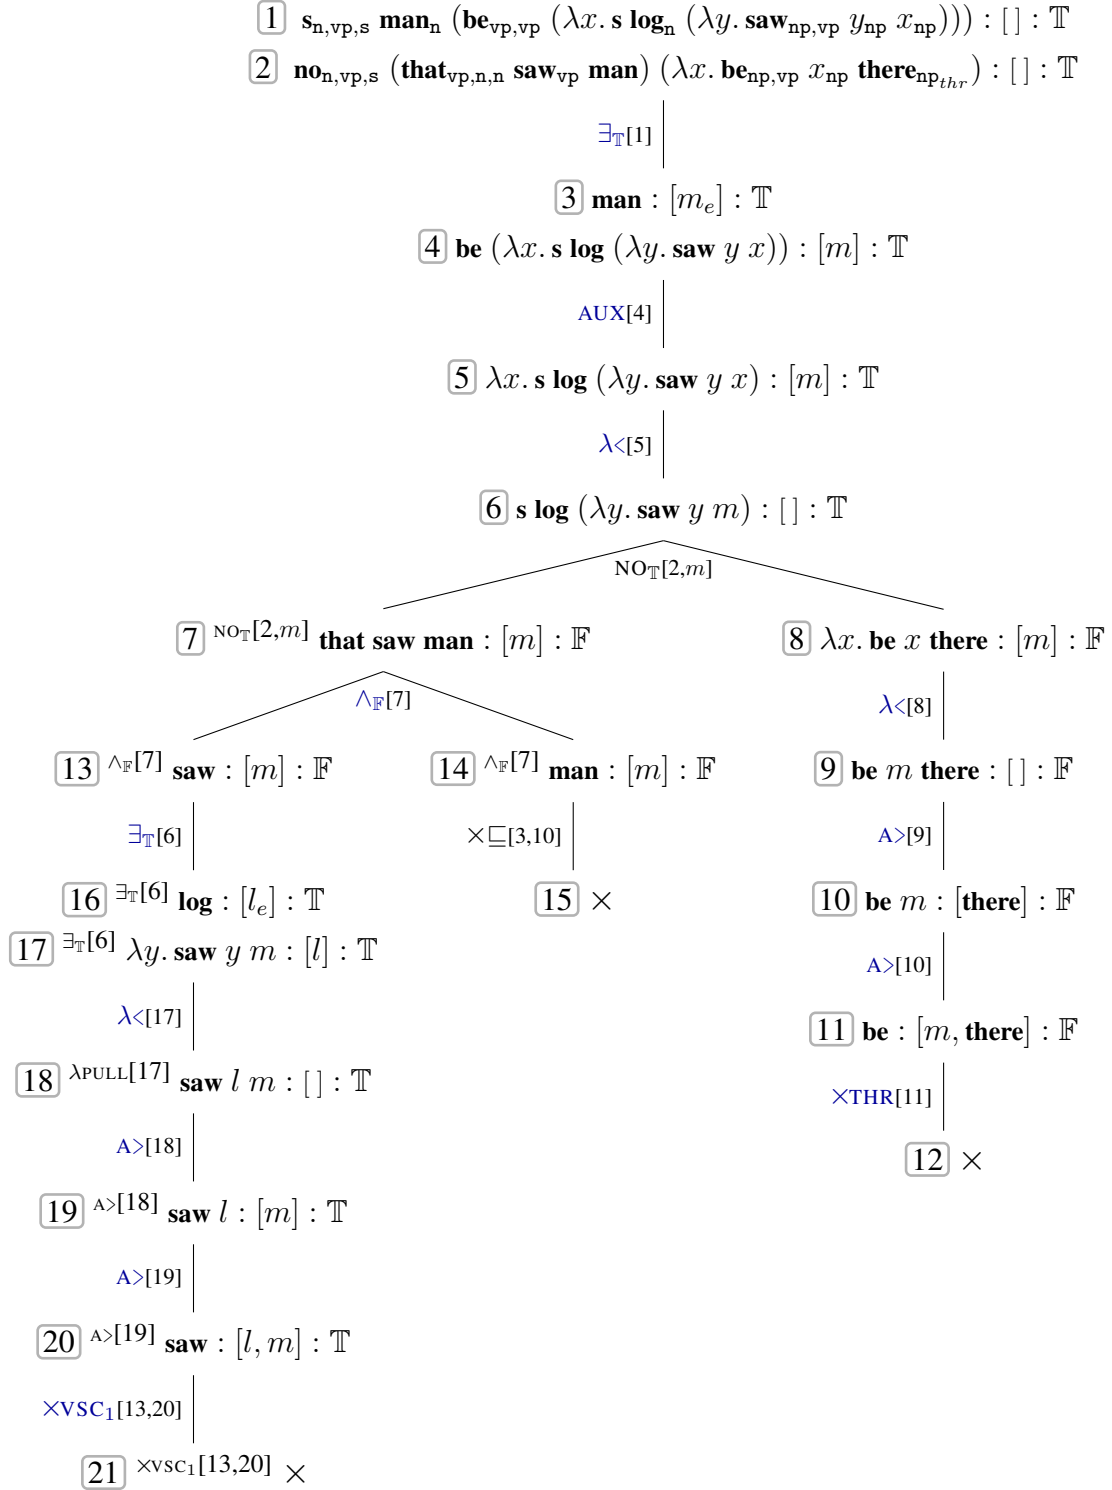 1 s_{n,vp,s} man_n (be_{vp,vp} (λx. s log_n (λy. saw_{np,vp} y_{np} x_{np}))) : [ ] : 𝕋
2 no_{n,vp,s} (that_{vp,n,n} saw_{vp} man) (λx. be_{np,vp} x_{np} there_{np_{thr}}) : [ ] : 𝕋
∃_𝕋[1]
3 man : [m_e] : 𝕋
4 be (λx. s log (λy. saw y x)) : [m] : 𝕋
AUX[4]
5 λx. s log (λy. saw y x) : [m] : 𝕋
λ<[5]
6 s log (λy. saw y m) : [ ] : 𝕋
NO_𝕋[2,m]
7 NO_𝕋[2,m] that saw man : [m] : 𝔽
8 λx. be x there : [m] : 𝔽
∧_𝔽[7]
λ<[8]
13 ∧_𝔽[7] saw : [m] : 𝔽
14 ∧_𝔽[7] man : [m] : 𝔽
9 be m there : [ ] : 𝔽
∃_𝕋[6]
×⊑[3,10]
A>[9]
16 ∃_𝕋[6] log : [l_e] : 𝕋
15 ×
10 be m : [there] : 𝔽
17 ∃_𝕋[6] λy. saw y m : [l] : 𝕋
A>[10]
λ<[17]
11 be : [m, there] : 𝔽
18 λPULL[17] saw l m : [ ] : 𝕋
×THR[11]
A>[18]
12 ×
19 A>[18] saw l : [m] : 𝕋
A>[19]
20 A>[19] saw : [l, m] : 𝕋
×VSC_1[13,20]
21 ×VSC_1[13,20] ×